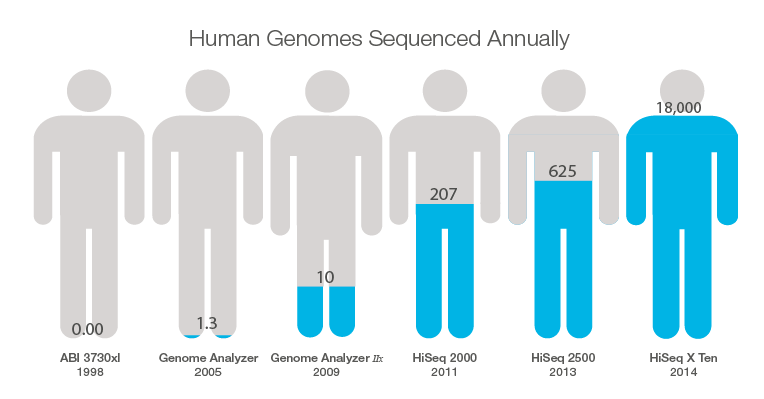 Human Genomes Sequenced Annually
0.00
1.3
10
207
625
18,000
ABI 3730xl
1998
Genome Analyzer
2005
Genome Analyzer IIx
2009
HiSeq 2000
2011
HiSeq 2500
2013
HiSeq X Ten
2014